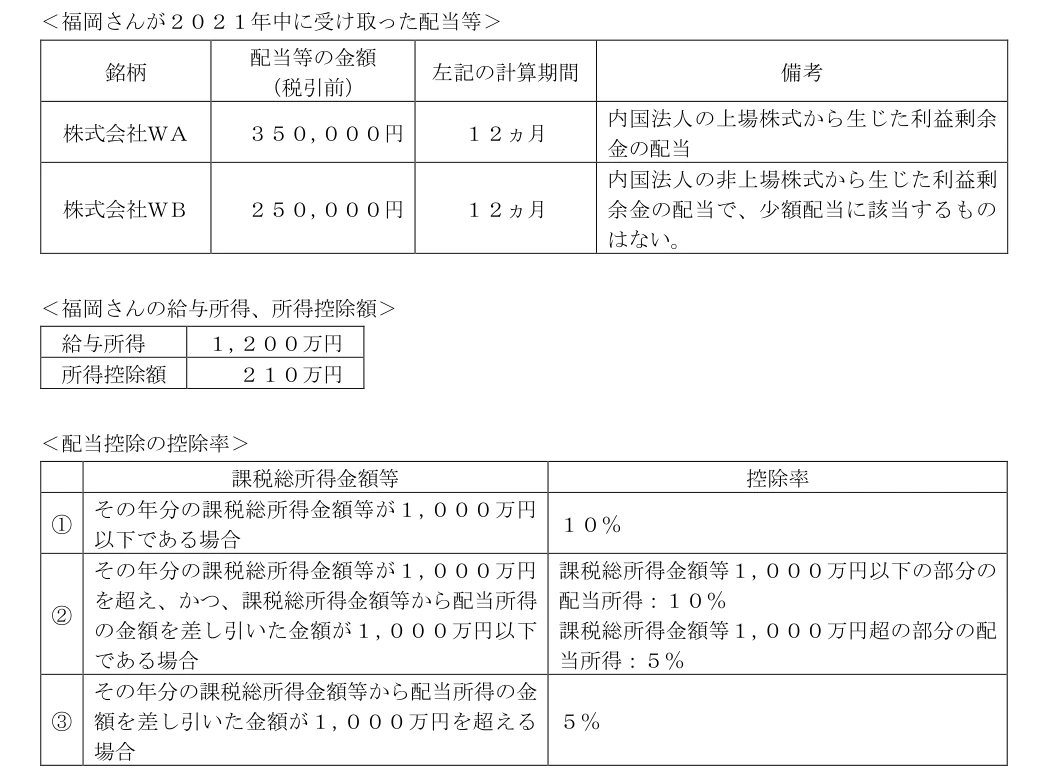 ＜福岡さんが２０２１年中に受け取った配当等＞
銘柄
配当等の金額
（税引前）
左記の計算期間
備考
株式会社ＷＡ
３５０，０００円
１２ヵ月
内国法人の上場株式から生じた利益剰余
金の配当
株式会社ＷＢ
２５０，０００円
１２ヵ月
内国法人の非上場株式から生じた利益剰
余金の配当で、少額配当に該当するもの
はない。
＜福岡さんの給与所得、所得控除額＞
給与所得
１，２００万円
所得控除額
２１０万円
＜配当控除の控除率＞
課税総所得金額等
控除率
①
その年分の課税総所得金額等が１，０００万円
以下である場合
１０％
②
その年分の課税総所得金額等が１，０００万円
を超え、かつ、課税総所得金額等から配当所得
の金額を差し引いた金額が１，０００万円以下
である場合
課税総所得金額等１，０００万円以下の部分の
配当所得：１０％
課税総所得金額等１，０００万円超の部分の配
当所得：５％
③
その年分の課税総所得金額等から配当所得の金
額を差し引いた金額が１，０００万円を超える
場合
５％